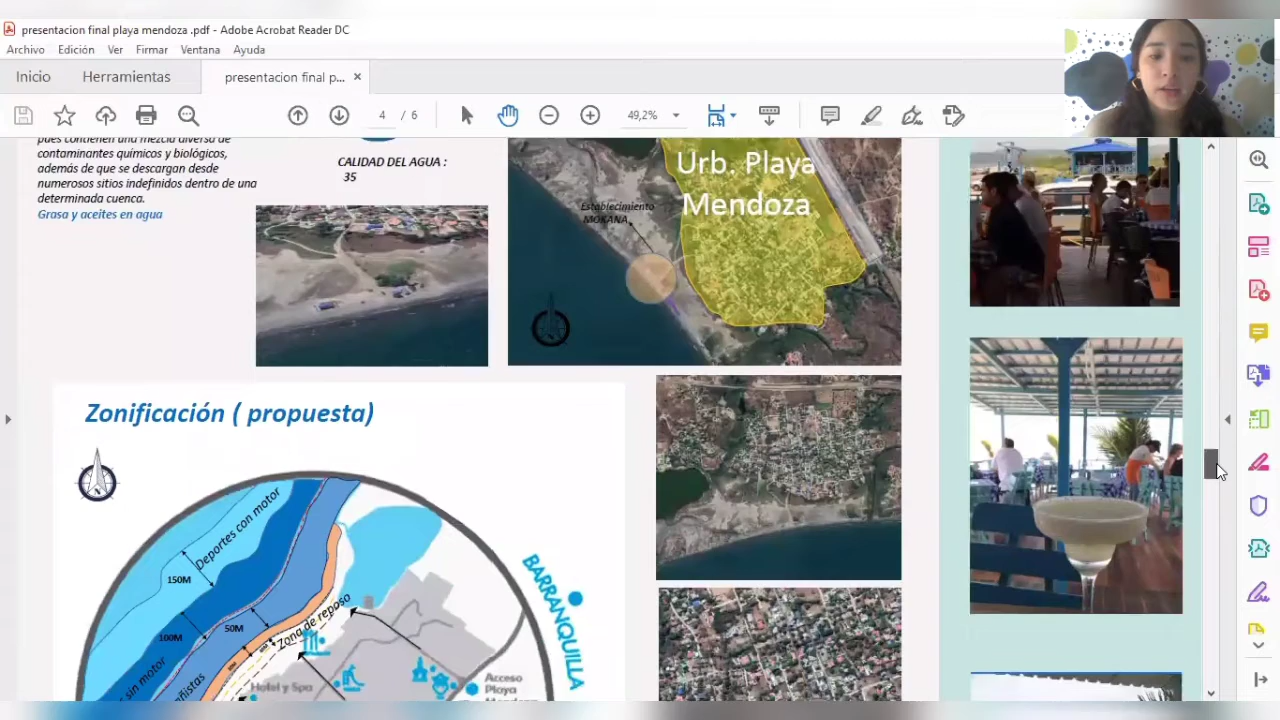 presentacion final playa mendoza .pdf - Adobe Acrobat Reader DC
Archivo Edición Ver Firmar Ventana Ayuda
Inicio Herramientas presentacion final p... ×
4 / 6 49,2%
pues contienen una mezcla diversa de
contaminantes químicos y biológicos,
además de que se descargan desde
numerosos sitios indefinidos dentro de una
determinada cuenca.
Grasa y aceites en agua
CALIDAD DEL AGUA :
35
Urb. Playa
Mendoza
Establecimiento
MOKANA
Zonificación ( propuesta)
Deportes con motor
150M
100M
50M
Zona de reposo
sin motor
BARRANQUILLA
Hotel y Spa
Acceso
Playa